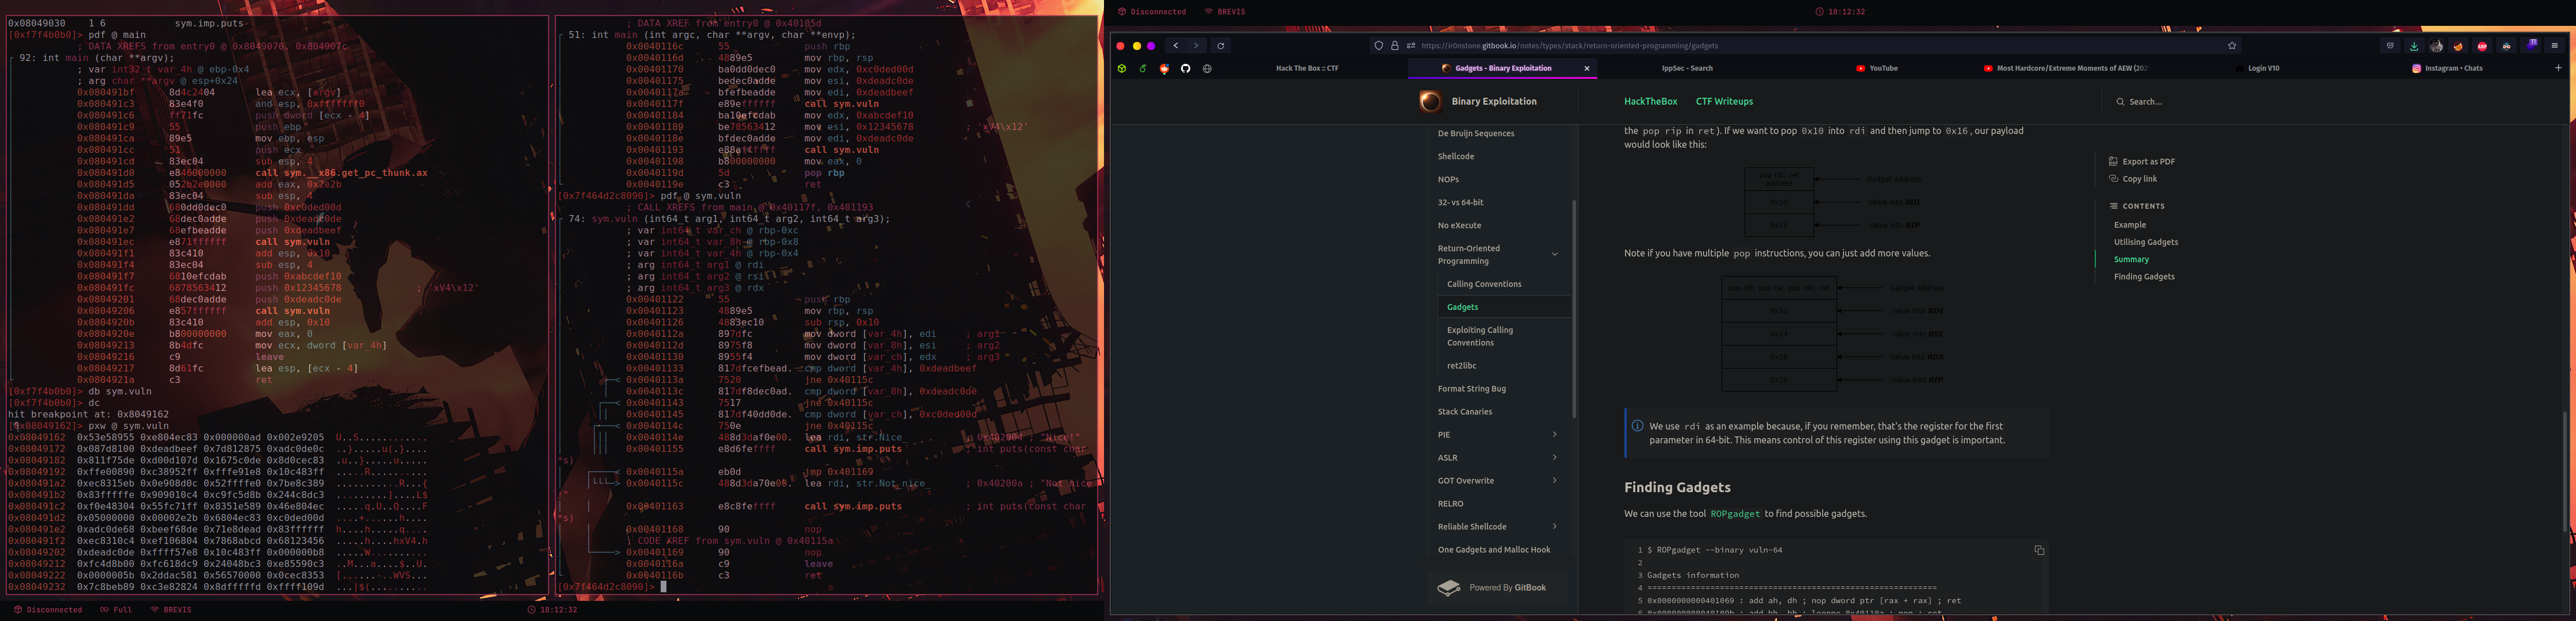 0x08049030 1 6 sym.imp.puts
[0xf7f4b0b0]> pdf @ main
; DATA XREFS from entry0 @ 0x8049076, 0x804907c
92: int main (char **argv);
; var int32_t var_4h @ ebp-0x4
; arg char **argv @ esp+0x24
0x080491bf 8d4c2404 lea ecx, [argv]
0x080491c3 83e4f0 and esp, 0xfffffff0
0x080491c6 ff71fc push dword [ecx - 4]
0x080491c9 55 push ebp
0x080491ca 89e5 mov ebp, esp
0x080491cc 51 push ecx
0x080491cd 83ec04 sub esp, 4
0x080491d0 e846000000 call sym.__x86.get_pc_thunk.ax
0x080491d5 052b2e0000 add eax, 0x2e2b
0x080491da 83ec04 sub esp, 4
0x080491dd 680dd0dec0 push 0xc0ded00d
0x080491e2 68dec0adde push 0xdeadc0de
0x080491e7 68efbeadde push 0xdeadbeef
0x080491ec e871ffffff call sym.vuln
0x080491f1 83c410 add esp, 0x10
0x080491f4 83ec04 sub esp, 4
0x080491f7 6810efcdab push 0xabcdef10
0x080491fc 6878563412 push 0x12345678 ; 'xV4\x12'
0x08049201 68dec0adde push 0xdeadc0de
0x08049206 e857ffffff call sym.vuln
0x0804920b 83c410 add esp, 0x10
0x0804920e b800000000 mov eax, 0
0x08049213 8b4dfc mov ecx, dword [var_4h]
0x08049216 c9 leave
0x08049217 8d61fc lea esp, [ecx - 4]
0x0804921a c3 ret
[0xf7f4b0b0]> db sym.vuln
[0xf7f4b0b0]> dc
hit breakpoint at: 0x8049162
[0x08049162]> pxw @ sym.vuln
0x08049162 0x53e58955 0xe804ec83 0x000000ad 0x002e9205 U..S............
0x08049172 0x087d8100 0xdeadbeef 0x7d812875 0xadc0de0c ..}.....u(.}....
0x08049182 0x811f75de 0xd00d107d 0x1675c0de 0x8d0cec83 .u..}.....u.....
0x08049192 0xffe00890 0xc38952ff 0xfffe91e8 0x10c483ff
0x080491a2 0xec8315eb 0x0e908d0c 0x52ffffe0 0x7be8c389
0x080491b2 0x83fffffe 0x909010c4 0xc9fc5d8b 0x244c8dc3
0x080491c2 0xf0e48304 0x55fc71ff 0x8351e589 0x46e804ec
0x080491d2 0x05000000 0x00002e2b 0x6804ec83 0xc0ded00d
0x080491e2 0xadc0de68 0xbeef68de 0x71e8dead 0x83ffffff
0x080491f2 0xec8310c4 0xef106804 0x7868abcd 0x68123456
0x08049202 0xdeadc0de 0xffff57e8 0x10c483ff 0x000000b8
0x08049212 0xfc4d8b00 0xfc618dc9 0x24048bc3 0xe85590c3
0x08049222 0x0000005b 0x2ddac581 0x56570000 0x0cec8353
0x08049232 0x7c8beb89 0x3ce82824 0x8dfffffd 0xffff109d
Disconnected Full BREVIS 10:12:32
; DATA XREF from entry0 @ 0x40105d
51: int main (int argc, char **argv, char **envp);
0x0040116c 55 push rbp
0x0040116d 4889e5 mov rbp, rsp
0x00401170 ba0dd0dec0 mov edx, 0xc0ded00d
0x00401175 bedec0adde mov esi, 0xdeadc0de
0x0040117a bfefbeadde mov edi, 0xdeadbeef
0x0040117f e89effffff call sym.vuln
0x00401184 ba10efcdab mov edx, 0xabcdef10
0x00401189 be78563412 mov esi, 0x12345678 ; 'xV4\x12'
0x0040118e bfdec0adde mov edi, 0xdeadc0de
0x00401193 e88affffff call sym.vuln
0x00401198 b800000000 mov eax, 0
0x0040119d 5d pop rbp
0x0040119e c3 ret
[0x7f464d2c8090]> pdf @ sym.vuln
; CALL XREFS from main @ 0x40117f, 0x401193
74: sym.vuln (int64_t arg1, int64_t arg2, int64_t arg3);
; var int64_t var_ch @ rbp-0xc
; var int64_t var_8h @ rbp-0x8
; var int64_t var_4h @ rbp-0x4
; arg int64_t arg1 @ rdi
; arg int64_t arg2 @ rsi
; arg int64_t arg3 @ rdx
0x00401122 55 push rbp
0x00401123 4889e5 mov rbp, rsp
0x00401126 4883ec10 sub rsp, 0x10
0x0040112a 897dfc mov dword [var_4h], edi ; arg1
0x0040112d 8975f8 mov dword [var_8h], esi ; arg2
0x00401130 8955f4 mov dword [var_ch], edx ; arg3
0x00401133 817dfcefbead. cmp dword [var_4h], 0xdeadbeef
0x0040113a 7520 jne 0x40115c
0x0040113c 817df8dec0ad. cmp dword [var_8h], 0xdeadc0de
0x00401143 7517 jne 0x40115c
0x00401145 817df40dd0de. cmp dword [var_ch], 0xc0ded00d
0x0040114c 750e jne 0x40115c
0x0040114e 488d3daf0e00. lea rdi, str.Nice_ ; 0x402004 ; "Nice!"
0x00401155 e8d6feffff call sym.imp.puts ; int puts(const char
*s)
0x0040115a eb0d jmp 0x401169
0x0040115c 488d3da70e00. lea rdi, str.Not_nice_ ; 0x40200a ; "Not nice
!"
0x00401163 e8c8feffff call sym.imp.puts ; int puts(const char
*s)
0x00401168 90 nop
; CODE XREF from sym.vuln @ 0x40115a
0x00401169 90 nop
0x0040116a c9 leave
0x0040116b c3 ret
[0x7f464d2c8090]>
Disconnected BREVIS 10:12:32
https://ir0nstone.gitbook.io/notes/types/stack/return-oriented-programming/gadgets
Hack The Box :: CTF
Gadgets - Binary Exploitation
IppSec - Search
YouTube
Most Hardcore/Extreme Moments of AEW (202
Login V10
Instagram • Chats
Binary Exploitation
HackTheBox CTF Writeups
Search...
De Bruijn Sequences
Shellcode
NOPs
32- vs 64-bit
No eXecute
Return-Oriented
Programming
Calling Conventions
Gadgets
Exploiting Calling
Conventions
ret2libc
Format String Bug
Stack Canaries
PIE
ASLR
GOT Overwrite
RELRO
Reliable Shellcode
One Gadgets and Malloc Hook
Powered By GitBook
the pop rip in ret). If we want to pop 0x10 into rdi and then jump to 0x16, our payload
would look like this:
pop rdi; ret
address
Gadget Address
0x10
Value into RDI
0x16
Value into RIP
Note if you have multiple pop instructions, you can just add more values.
pop rdi; pop rsi; pop rdx; ret
Gadget Address
0x10
Value into RDI
0x14
Value into RSI
Value into RDX
Value into RIP
We use rdi as an example because, if you remember, that's the register for the first
parameter in 64-bit. This means control of this register using this gadget is important.
Finding Gadgets
We can use the tool ROPgadget to find possible gadgets.
1 $ ROPgadget --binary vuln-64
2
3 Gadgets information
4 ============================================================
5 0x0000000000401069 : add ah, dh ; nop dword ptr [rax + rax] ; ret
6 0x000000000040109b : add bh, bh ; loopne 0x40110a ; nop ; ret
Export as PDF
Copy link
CONTENTS
Example
Utilising Gadgets
Summary
Finding Gadgets